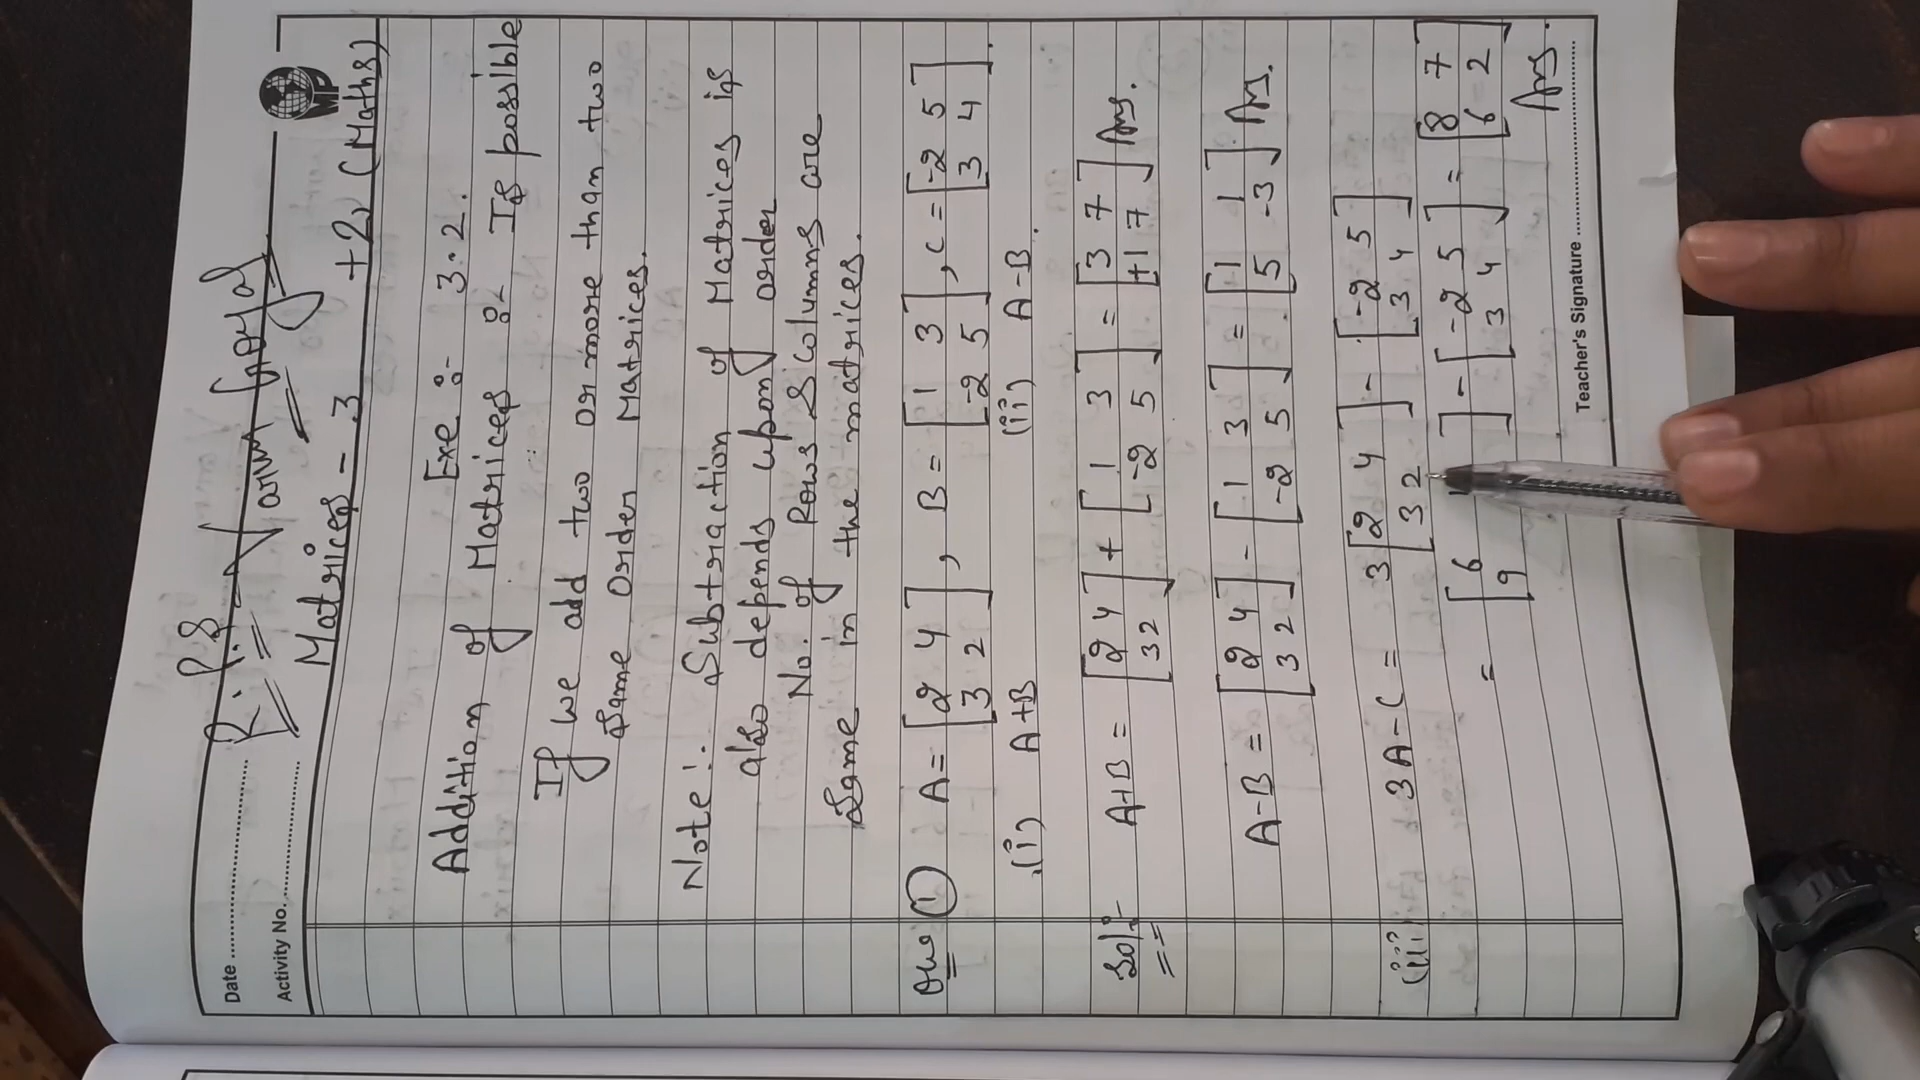 Date
Activity No.
MP
P.S
R.:- Varun Goyal
Matrices - 3 +2, (Maths)
Exe :- 3.2.
Addition of Matrices :- Is possible
If we add two or more than two
same order Matrices.
Note: Subtraction of Matrices is
also depends upon order
No. of Rows & Columns are
same in the matrices.
Que 1 A = [2 4 , B = [1 3 , C = [-2 5
3 2] -2 5] 3 4].
(i) A+B (ii) A-B.
Sol:- A+B = [2 4 + [1 3 = [3 7 Ans.
3 2] -2 5] +1 7]
A-B = [2 4 - [1 3 = [1 1 Ans.
3 2] -2 5] 5 -3]
(iii) 3A-C = 3[2 4 - [-2 5
3 2] 3 4]
= [6 - [-2 5 = [8 7
9 ] 3 4] 6 2]
Ans.
Teacher's Signature